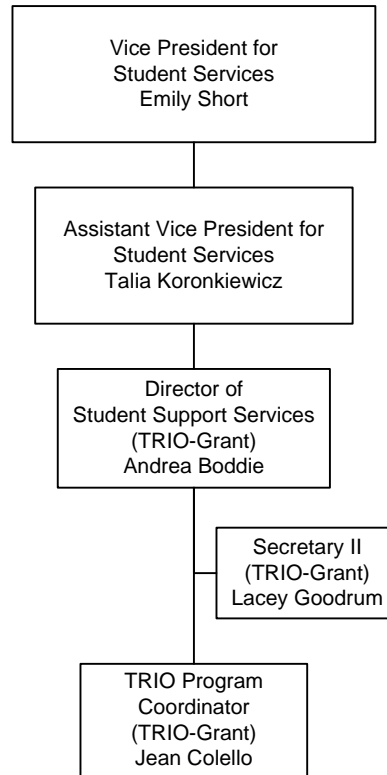 Vice President for
Student Services
Emily Short
Assistant Vice President for
Student Services
Talia Koronkiewicz
Director of
Student Support Services
(TRIO-Grant)
Andrea Boddie
Secretary II
(TRIO-Grant)
Lacey Goodrum
TRIO Program
Coordinator
(TRIO-Grant)
Jean Colello